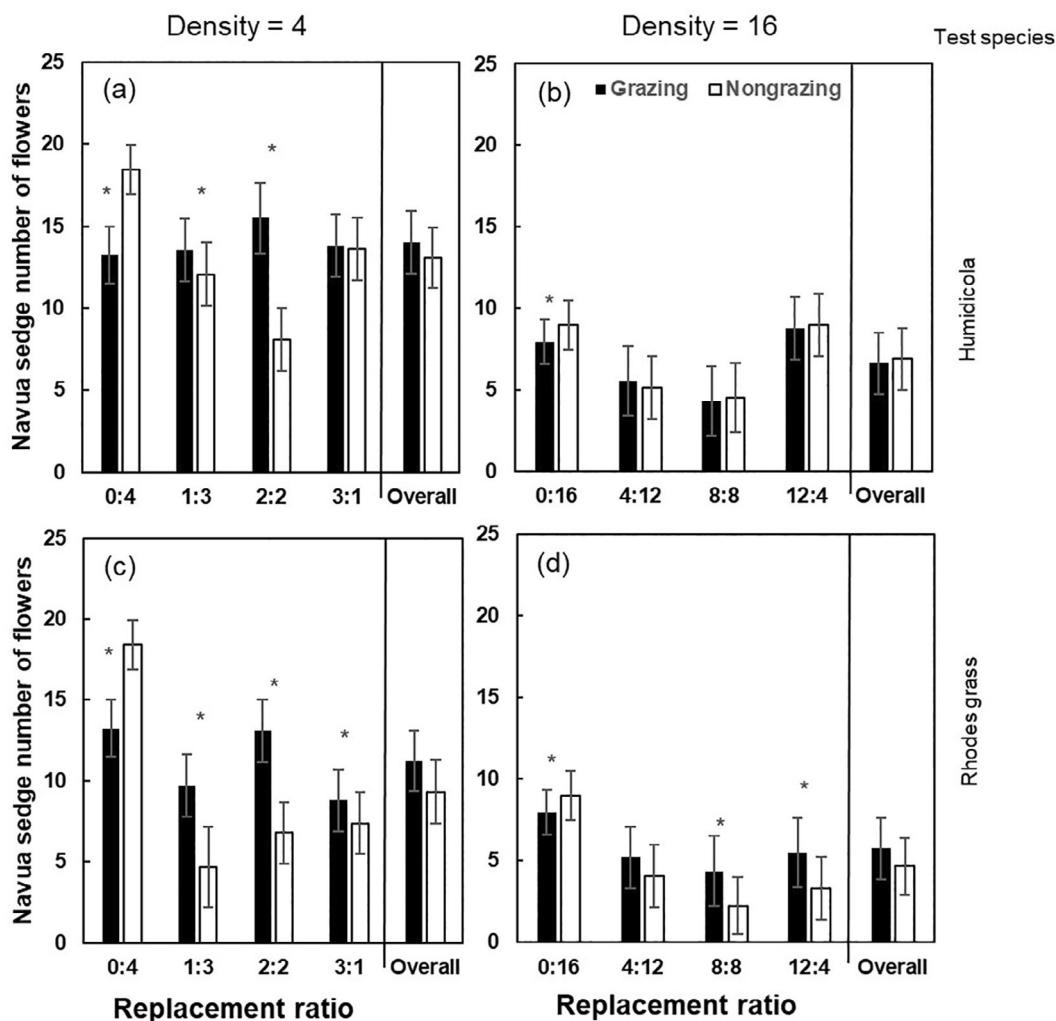 Density = 4
Density = 16
Test species
Navua sedge number of flowers
25
20
15
10
5
0
(a)
*
*
*
0:4
1:3
2:2
3:1
Overall
25
20
15
10
5
0
(b)
Grazing
Nongrazing
*
0:16
4:12
8:8
12:4
Overall
Humidicola
Navua sedge number of flowers
25
20
15
10
5
0
(c)
*
*
*
*
0:4
1:3
2:2
3:1
Overall
Replacement ratio
25
20
15
10
5
0
(d)
*
*
*
0:16
4:12
8:8
12:4
Overall
Replacement ratio
Rhodes grass